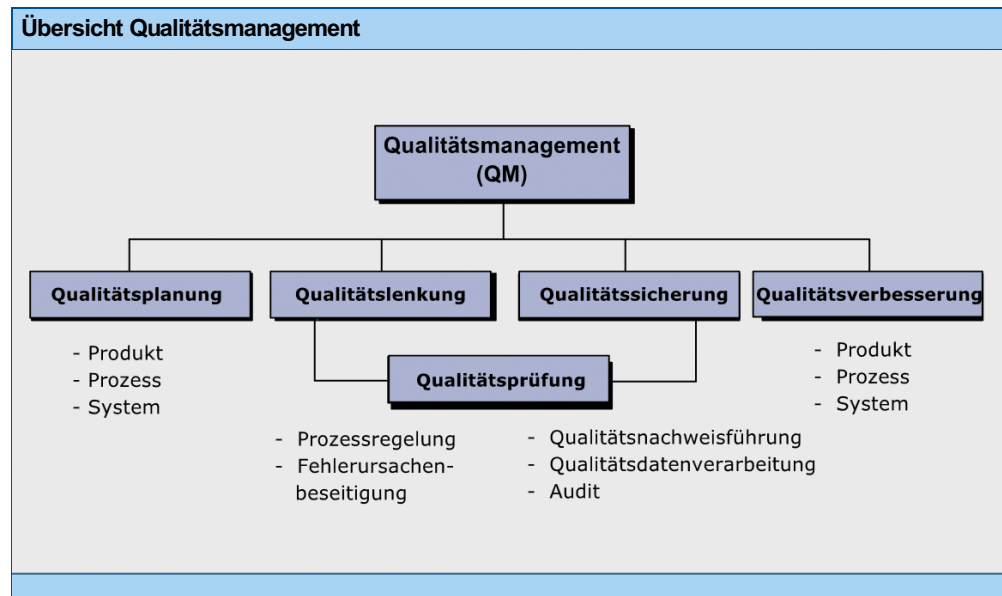 Übersicht Qualitätsmanagement
Qualitätsmanagement
(QM)
Qualitätsplanung
Qualitätslenkung
Qualitätssicherung
Qualitätsverbesserung
- Produkt
- Prozess
- System
Qualitätsprüfung
- Produkt
- Prozess
- System
- Prozessregelung
- Fehlerursachen-
beseitigung
- Qualitätsnachweisführung
- Qualitätsdatenverarbeitung
- Audit